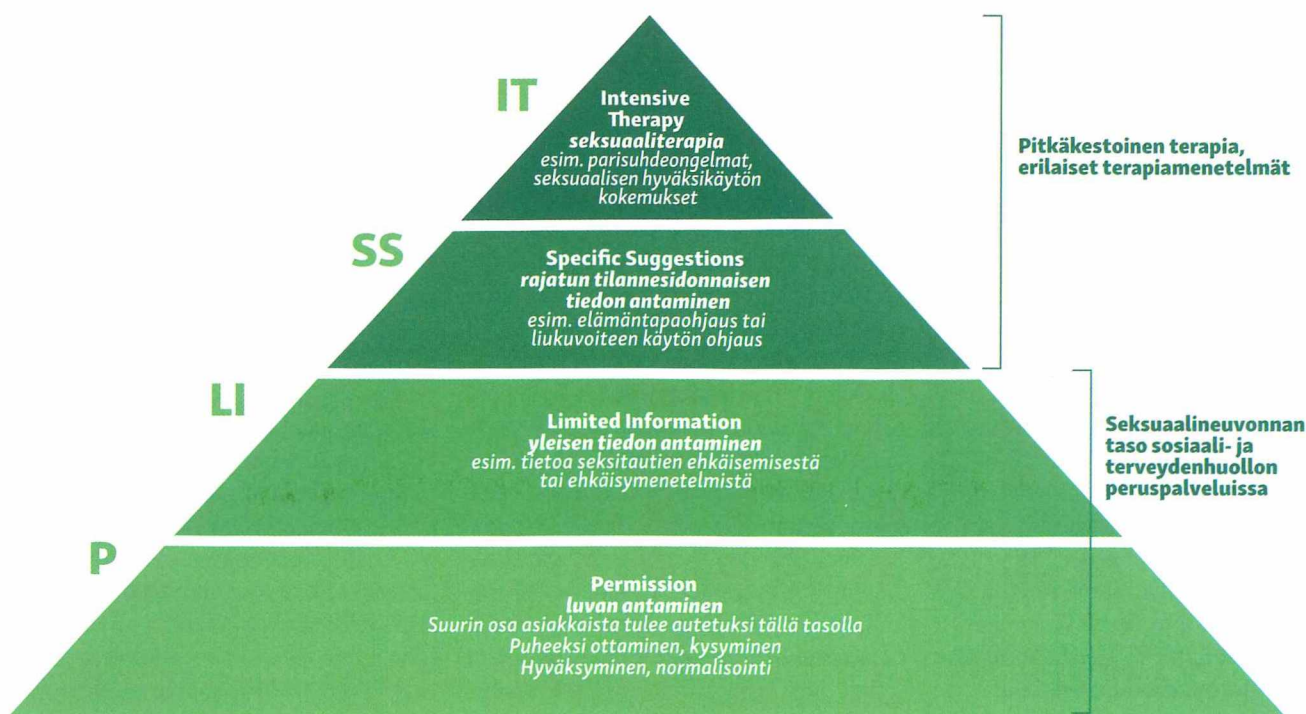 IT
Intensive
Therapy
seksuaaliterapia
esim. parisuhdeongelmat,
seksuaalisen hyväksikäytön
kokemukset
Pitkäkestoinen terapia,
erilaiset terapiamenetelmät
SS
Specific Suggestions
rajatun tilannesidonnaisen
tiedon antaminen
esim. elämäntapaohjaus tai
liukuvoiteen käytön ohjaus
LI
Limited Information
yleisen tiedon antaminen
esim. tietoa seksitautien ehkäisemisestä
tai ehkäisymenetelmistä
Seksuaalineuvonnan
taso sosiaali- ja
terveydenhuollon
peruspalveluissa
P
Permission
luvan antaminen
Suurin osa asiakkaista tulee autetuksi tällä tasolla
Puheeksi ottaminen, kysyminen
Hyväksyminen, normalisointi